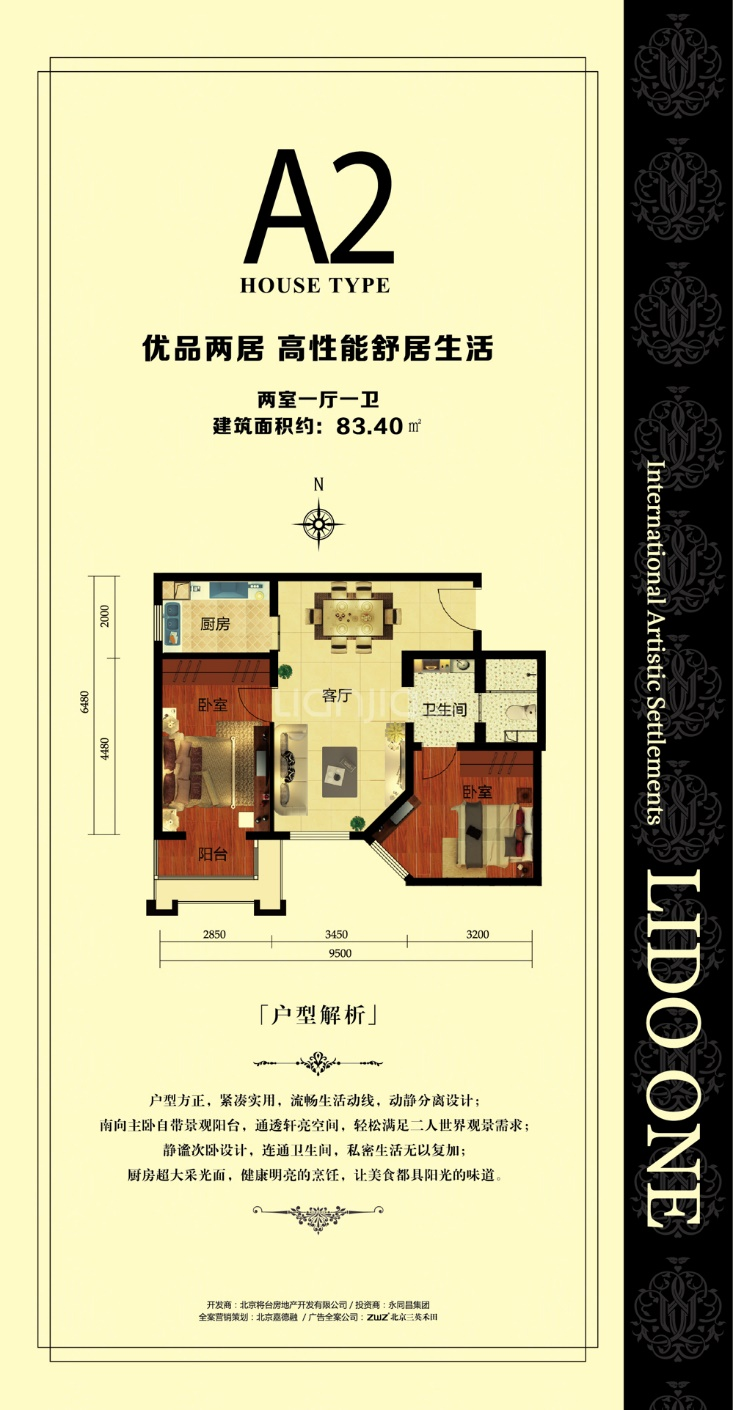 A2
HOUSE TYPE
优品两居 高性能舒居生活
两室一厅一卫
建筑面积约：83.40㎡
N
厨房
卧室
客厅
卫生间
卧室
阳台
LIANJIA
2000
6480
4480
2850
3450
3200
9500
「户型解析」
户型方正，紧凑实用，流畅生活动线，动静分离设计；
南向主卧自带景观阳台，通透轩亮空间，轻松满足二人世界观景需求；
静谧次卧设计，连通卫生间，私密生活无以复加；
厨房超大采光面，健康明亮的烹饪，让美食都具阳光的味道。
开发商：北京将台房地产开发有限公司 / 投资商：永同昌集团
全案营销策划：北京嘉德融 / 广告全案公司：ZWZ 北京三英禾田
International Artistic Settlements
LIDO ONE